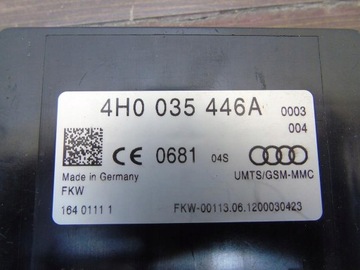 4H0 035 446A 0003
004
CE 0681 04S
Made in Germany
UMTS/GSM-MMC
FKW
164 0111 1
FKW-00113.06.1200030423